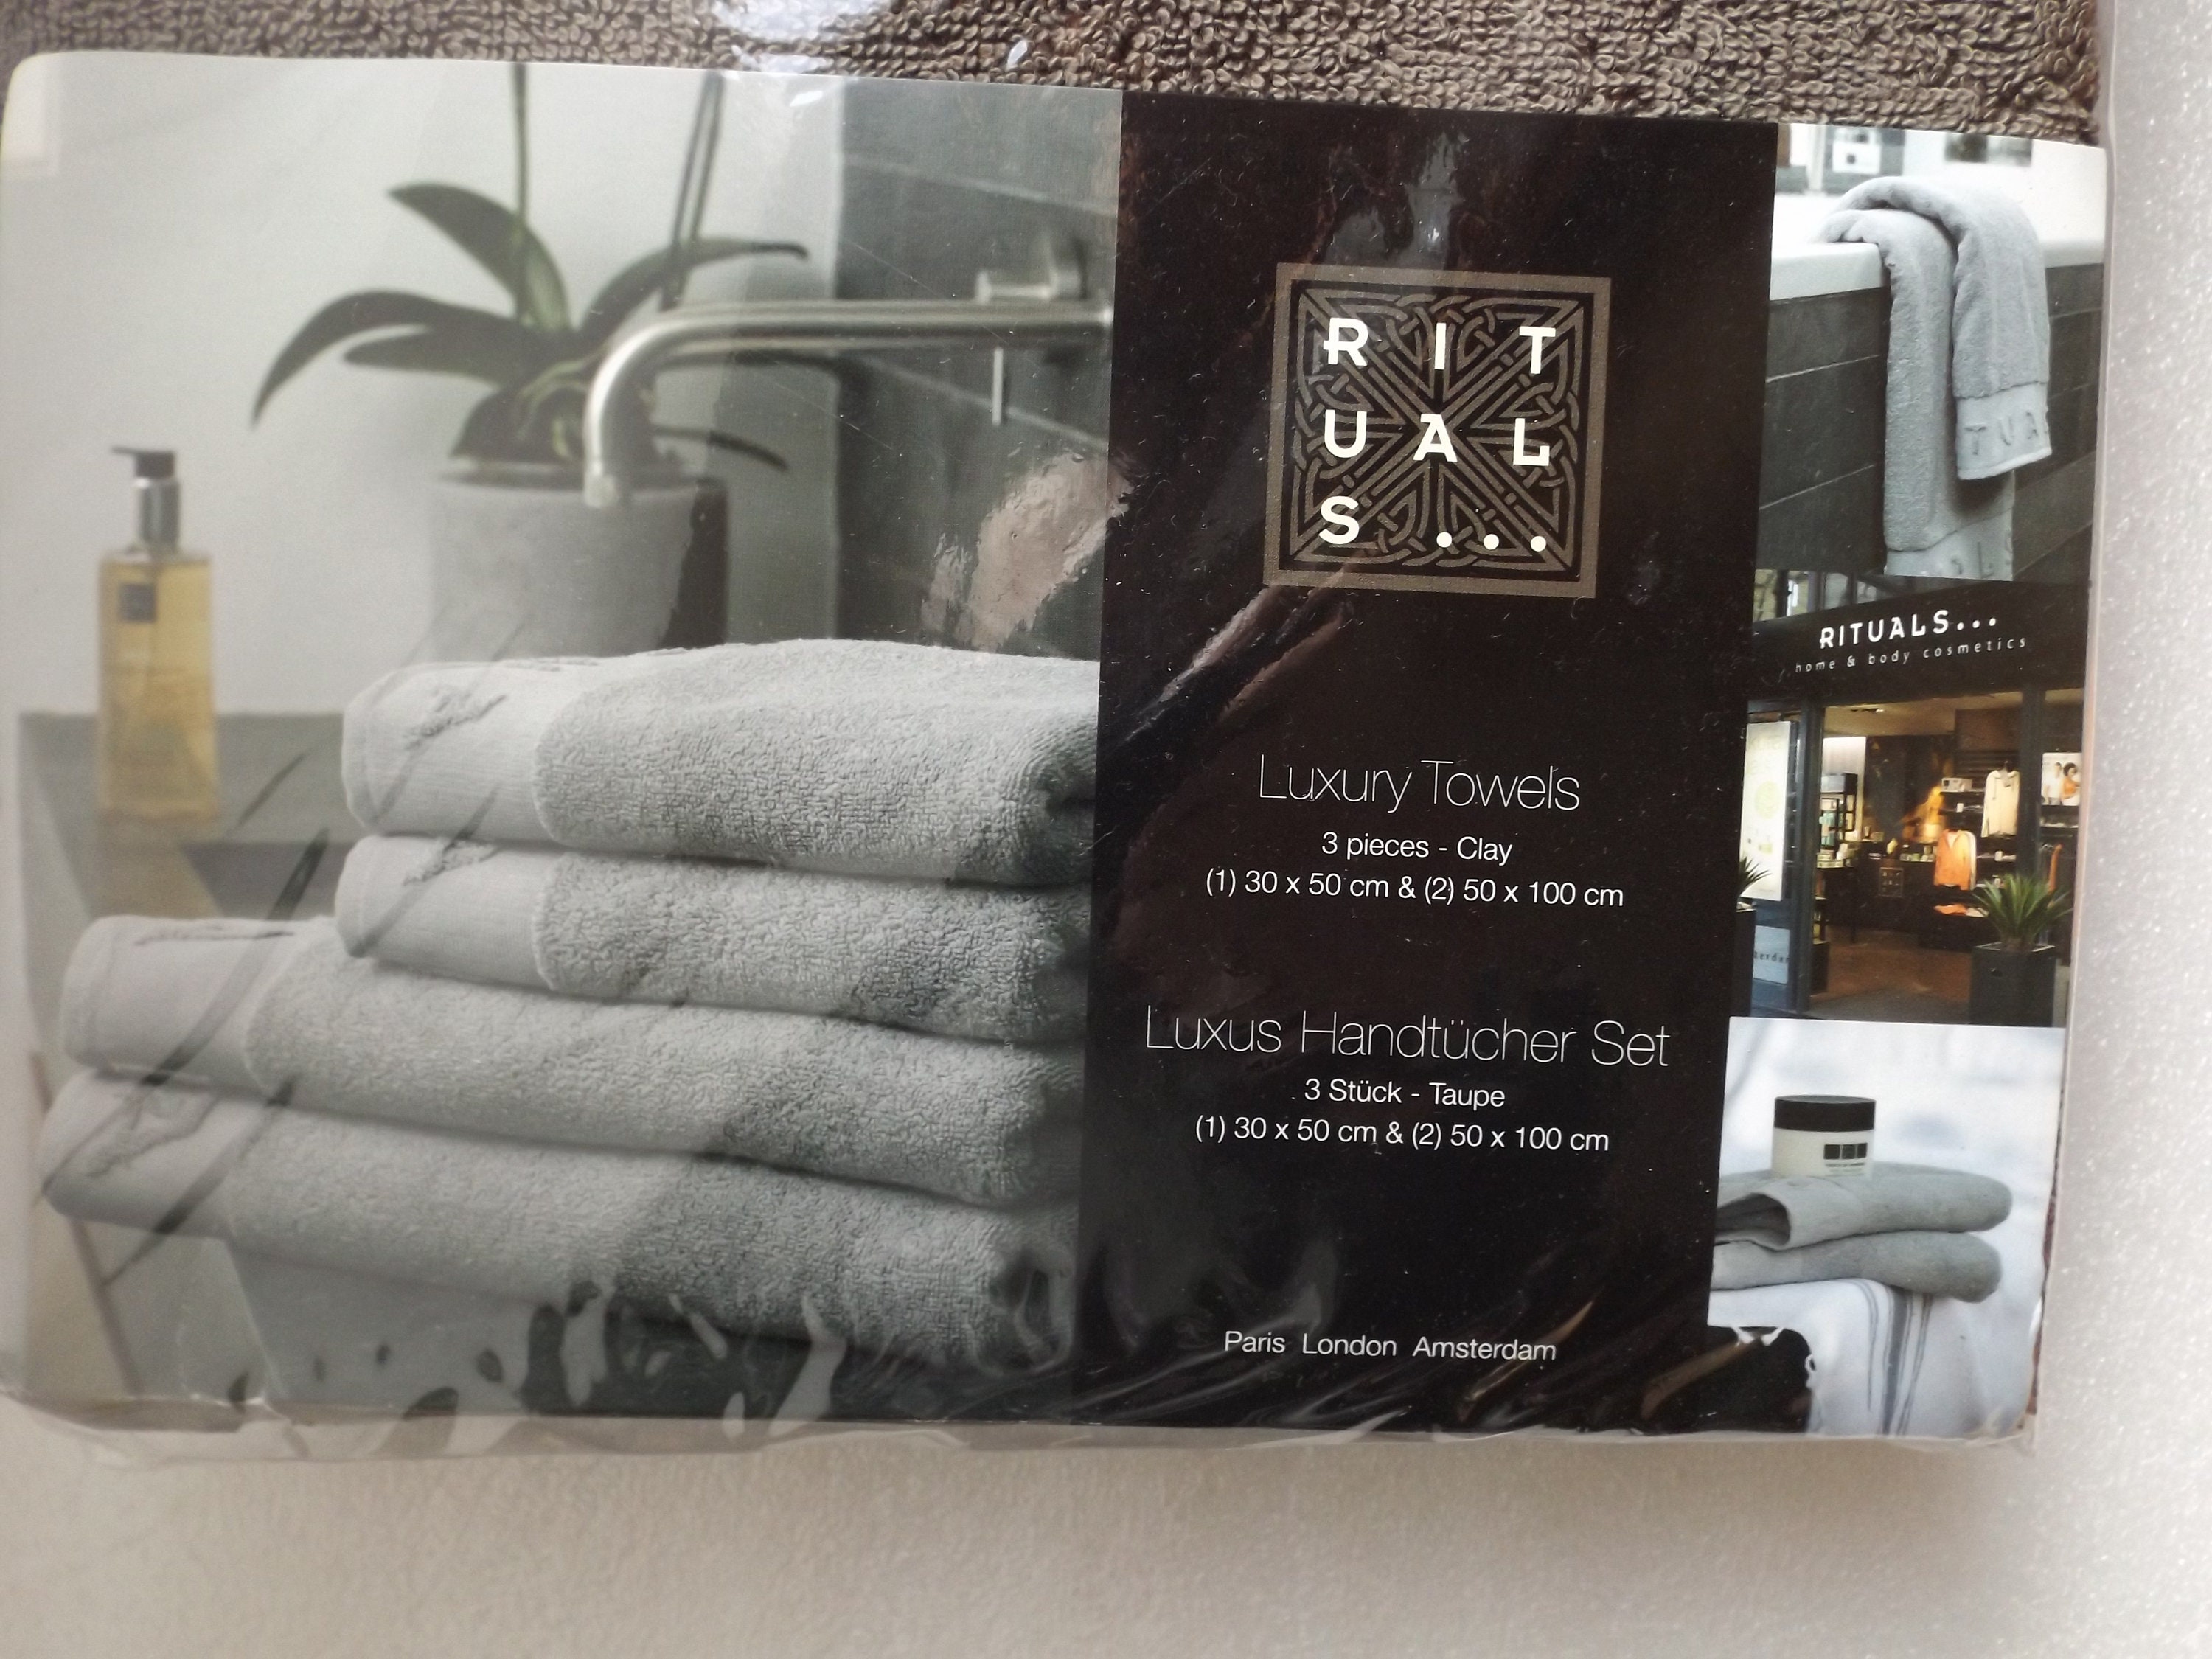 R I T
U A L
S ...
Luxury Towels
3 pieces - Clay
(1) 30 x 50 cm & (2) 50 x 100 cm
Luxus Handtücher Set
3 Stück - Taupe
(1) 30 x 50 cm & (2) 50 x 100 cm
Paris London Amsterdam
RITUALS...
home & body cosmetics